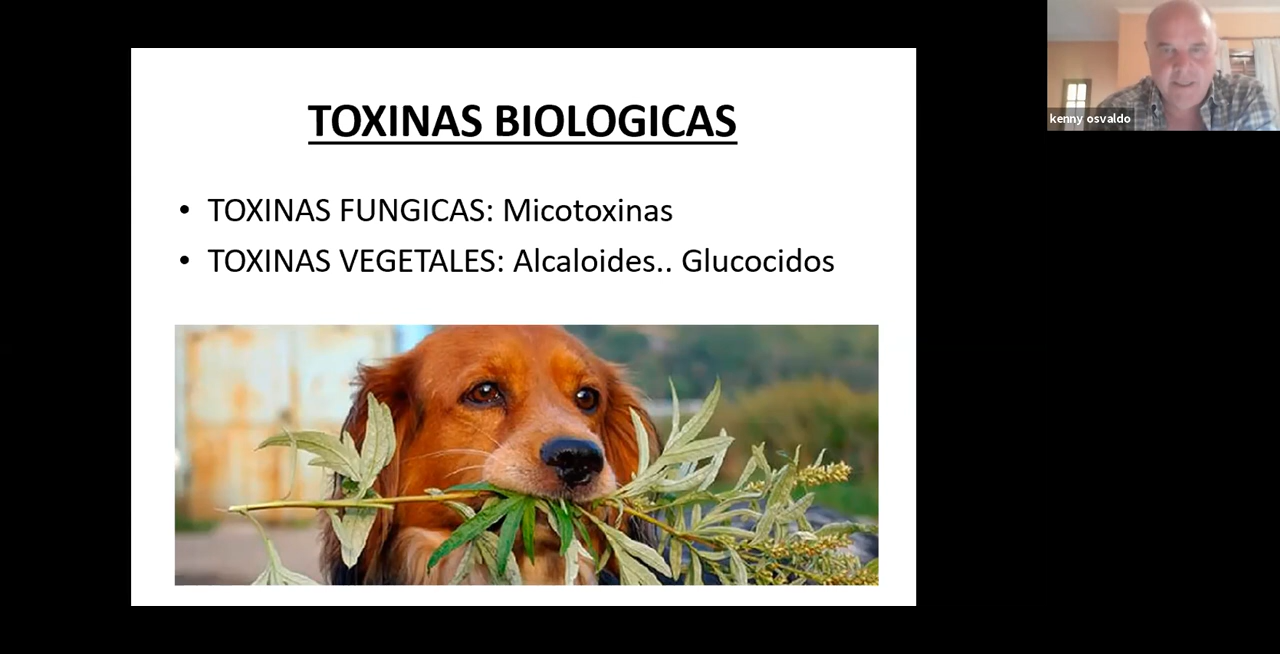 TOXINAS BIOLOGICAS
• TOXINAS FUNGICAS: Micotoxinas
• TOXINAS VEGETALES: Alcaloides.. Glucocidos
kenny osvaldo